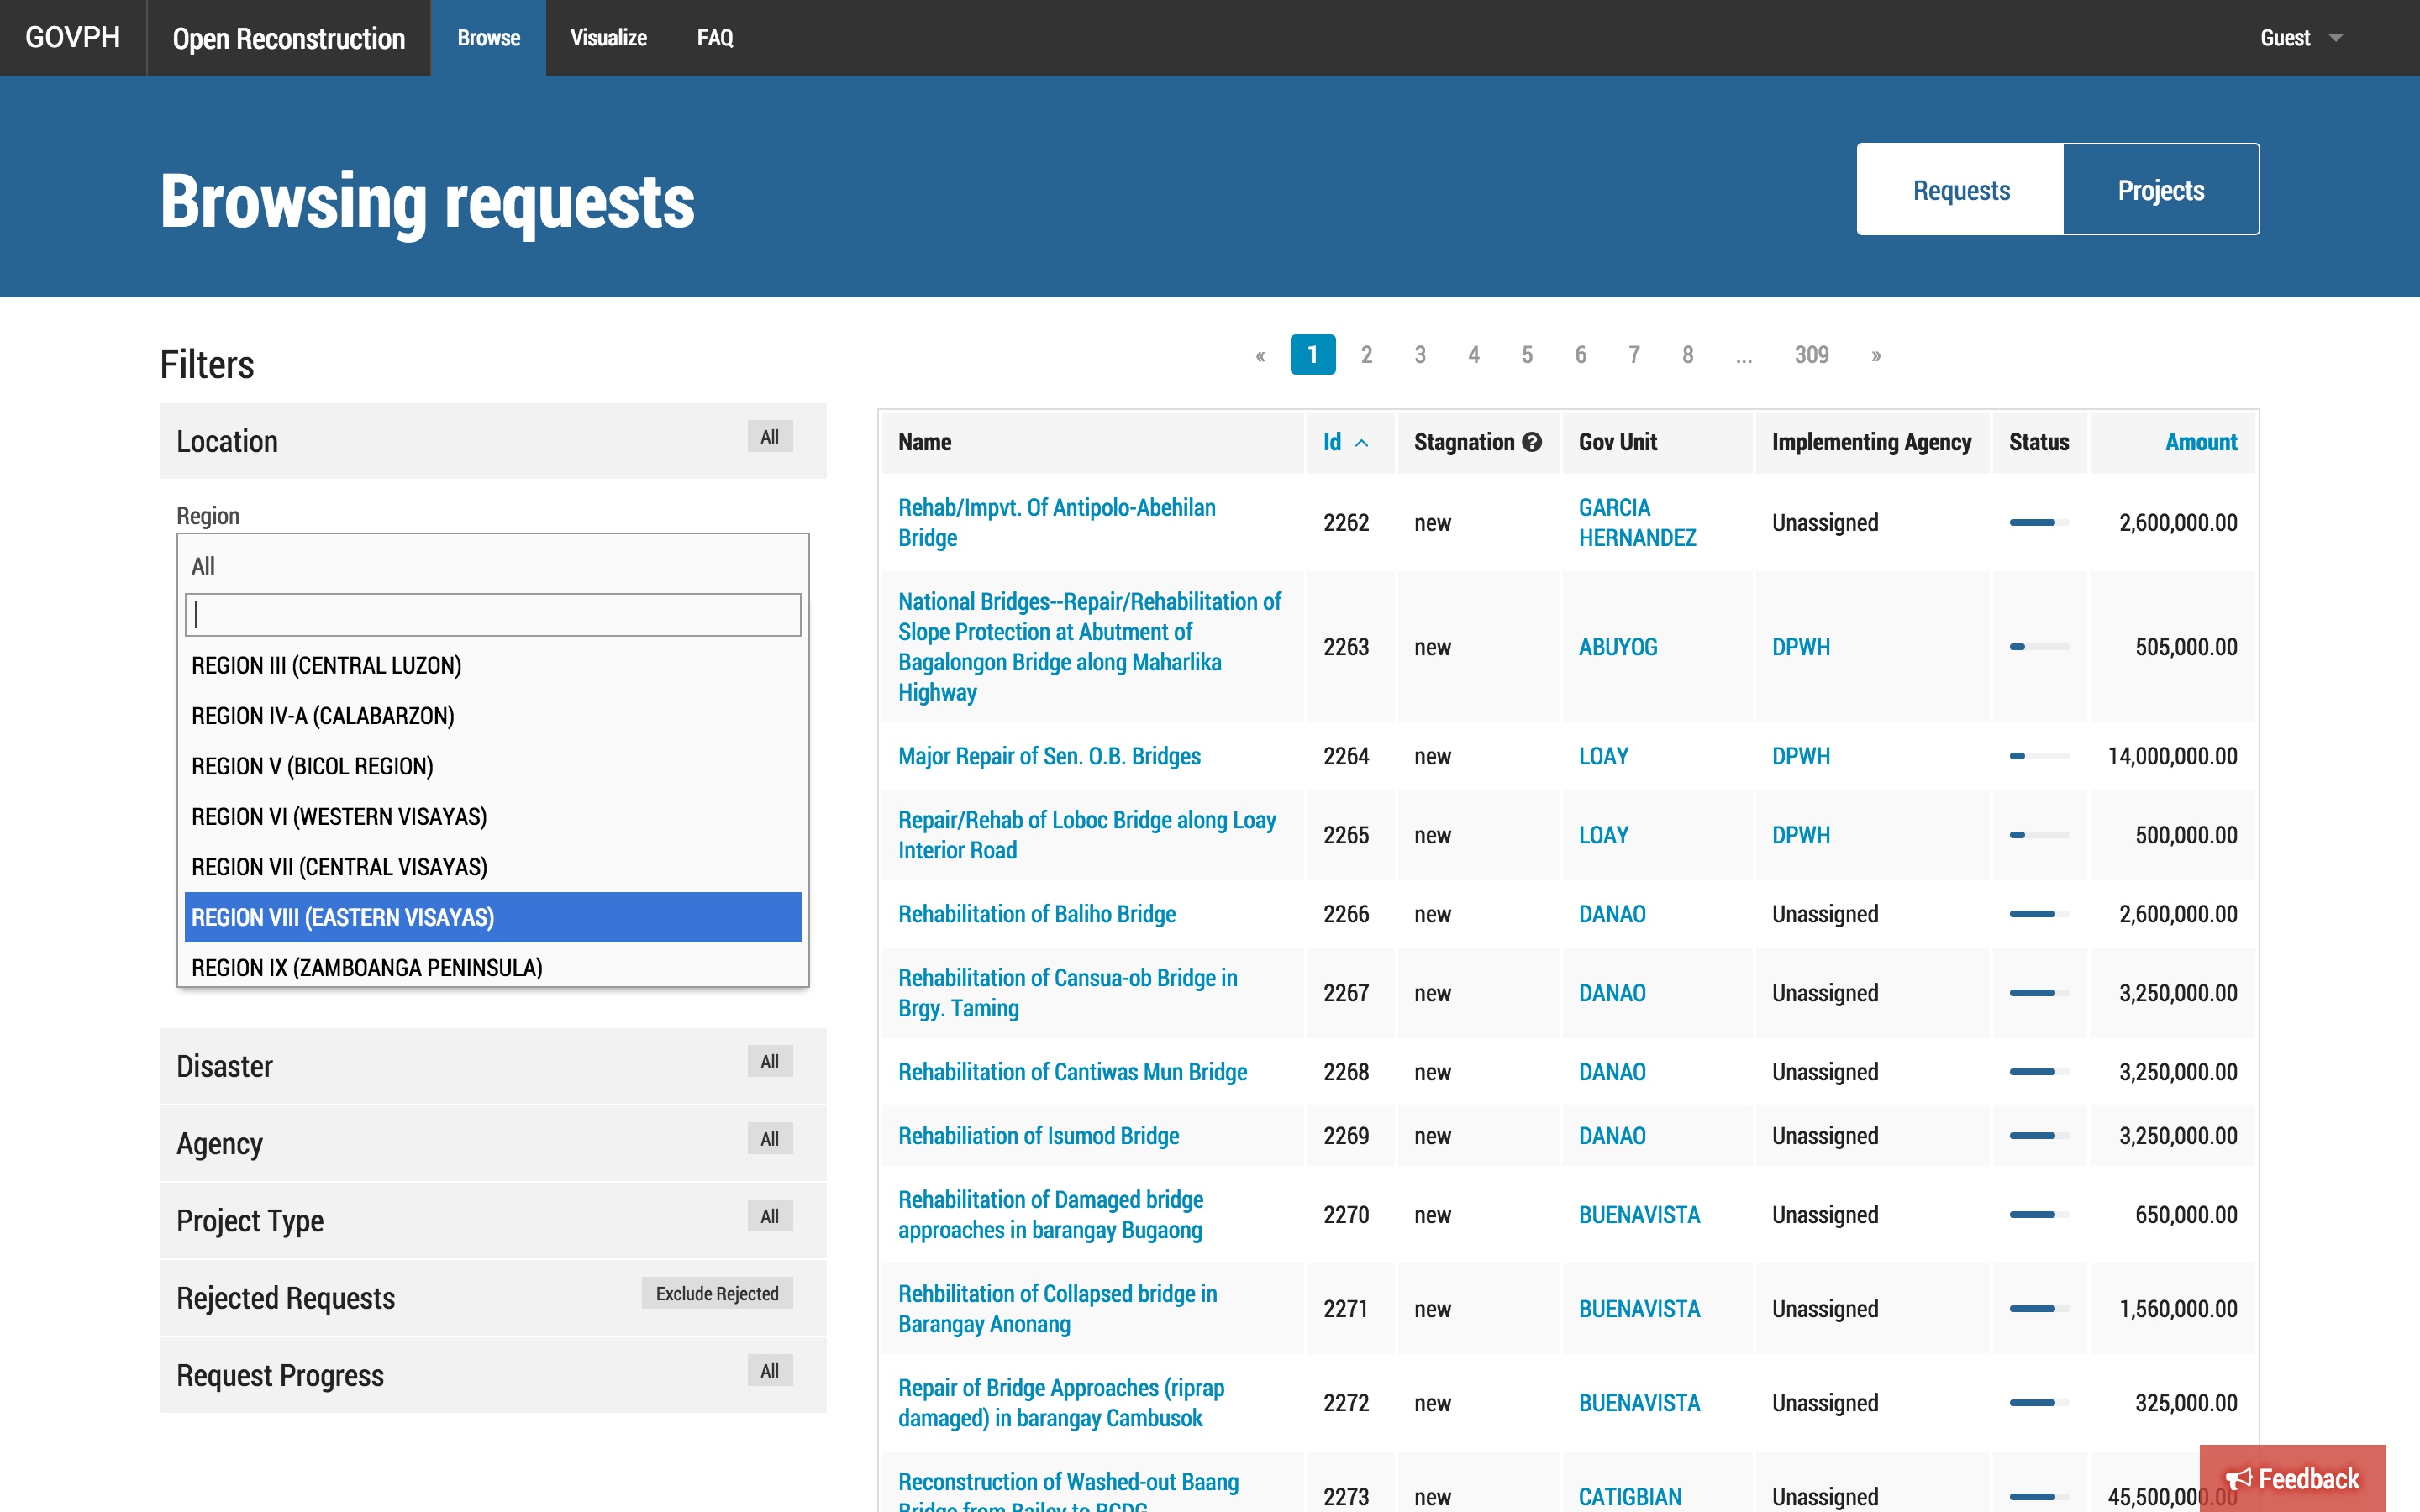 GOVPH
Open Reconstruction
Browse
Visualize
FAQ
Guest
Browsing requests
Requests
Projects
Filters
Location
All
Region
All
REGION III (CENTRAL LUZON)
REGION IV-A (CALABARZON)
REGION V (BICOL REGION)
REGION VI (WESTERN VISAYAS)
REGION VII (CENTRAL VISAYAS)
REGION VIII (EASTERN VISAYAS)
REGION IX (ZAMBOANGA PENINSULA)
Disaster
All
Agency
All
Project Type
All
Rejected Requests
Exclude Rejected
Request Progress
All
« 1 2 3 4 5 6 7 8 ... 309 »
Name Id Stagnation ? Gov Unit Implementing Agency Status Amount
Rehab/Impvt. Of Antipolo-Abehilan
Bridge
2262 new
GARCIA
HERNANDEZ
Unassigned 2,600,000.00
National Bridges--Repair/Rehabilitation of
Slope Protection at Abutment of
Bagalongon Bridge along Maharlika
Highway
2263 new ABUYOG DPWH 505,000.00
Major Repair of Sen. O.B. Bridges 2264 new LOAY DPWH 14,000,000.00
Repair/Rehab of Loboc Bridge along Loay
Interior Road
2265 new LOAY DPWH 500,000.00
Rehabilitation of Baliho Bridge 2266 new DANAO Unassigned 2,600,000.00
Rehabilitation of Cansua-ob Bridge in
Brgy. Taming
2267 new DANAO Unassigned 3,250,000.00
Rehabilitation of Cantiwas Mun Bridge 2268 new DANAO Unassigned 3,250,000.00
Rehabiliation of Isumod Bridge 2269 new DANAO Unassigned 3,250,000.00
Rehabilitation of Damaged bridge
approaches in barangay Bugaong
2270 new BUENAVISTA Unassigned 650,000.00
Rehbilitation of Collapsed bridge in
Barangay Anonang
2271 new BUENAVISTA Unassigned 1,560,000.00
Repair of Bridge Approaches (riprap
damaged) in barangay Cambusok
2272 new BUENAVISTA Unassigned 325,000.00
Reconstruction of Washed-out Baang
Bridge from Bailey to RCDG
2273 new CATIGBIAN Unassigned 45,500,000.00
Feedback